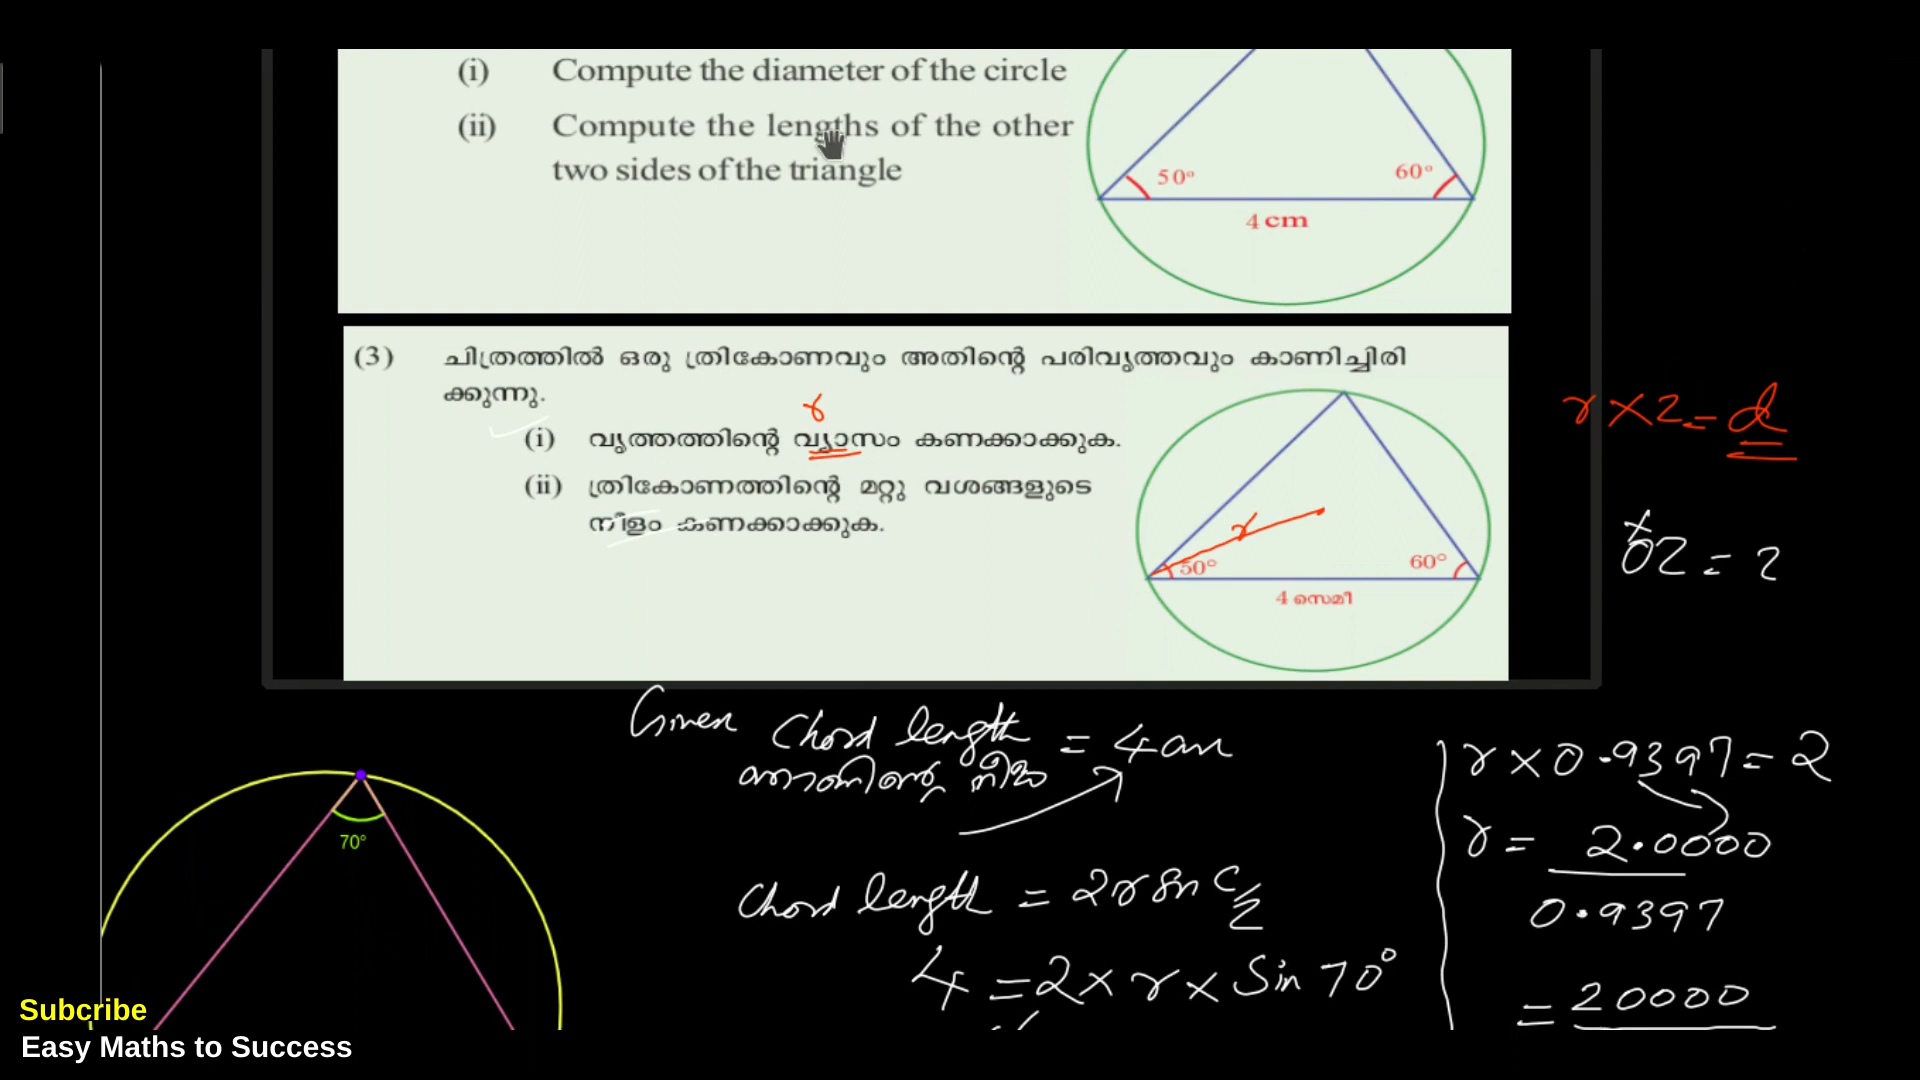 (i) Compute the diameter of the circle
(ii) Compute the lengths of the other
two sides of the triangle
50°
60°
4 cm
(3) ചിത്രത്തിൽ ഒരു ത്രികോണവും അതിന്റെ പരിവൃത്തവും കാണിച്ചിരി
ക്കുന്നു.
r
(i) വൃത്തത്തിന്റെ വ്യാസം കണക്കാക്കുക.
(ii) ത്രികോണത്തിന്റെ മറ്റു വശങ്ങളുടെ
നീളം കണക്കാക്കുക.
r
50°
60°
4 സെമീ
r × 2 = d
= 2
Given Chord length = 4cm
ഞാണിന്റെ നീളം
Chord length = 2r sin C/2
4 = 2 × r × Sin 70°
r × 0.9397 = 2
r = 2.0000
0.9397
= 20000
70°
Subcribe
Easy Maths to Success